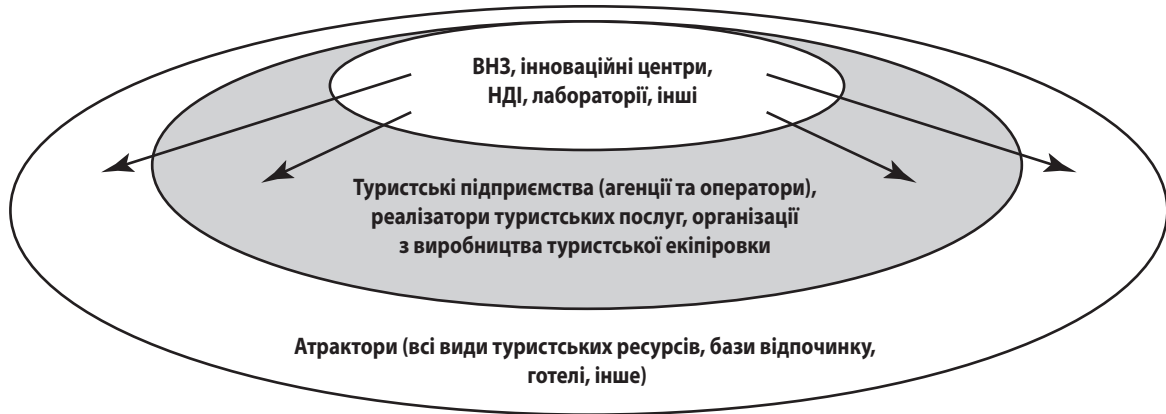 ВНЗ, інноваційні центри,
НДІ, лабораторії, інші
Туристські підприємства (агенції та оператори),
реалізатори туристських послуг, організації
з виробництва туристської екіпіровки
Атрактори (всі види туристських ресурсів, бази відпочинку,
готелі, інше)